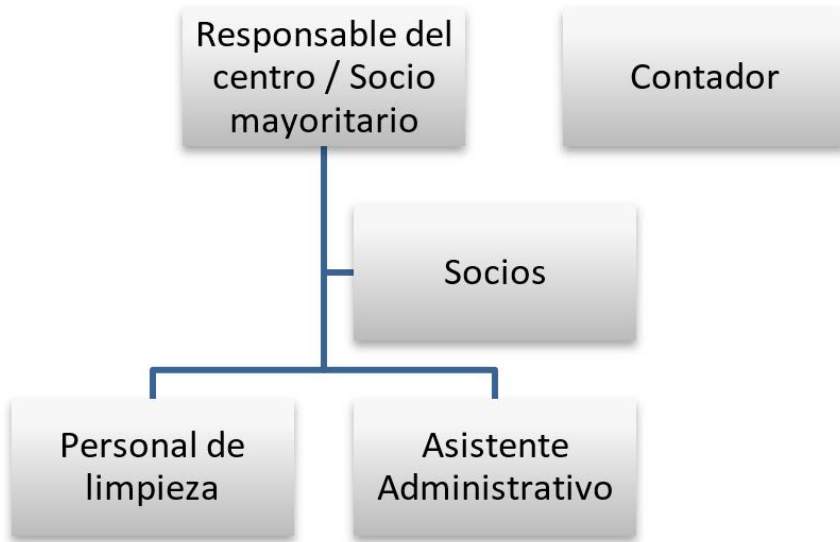 Responsable del
centro / Socio
mayoritario
Contador
Socios
Personal de
limpieza
Asistente
Administrativo